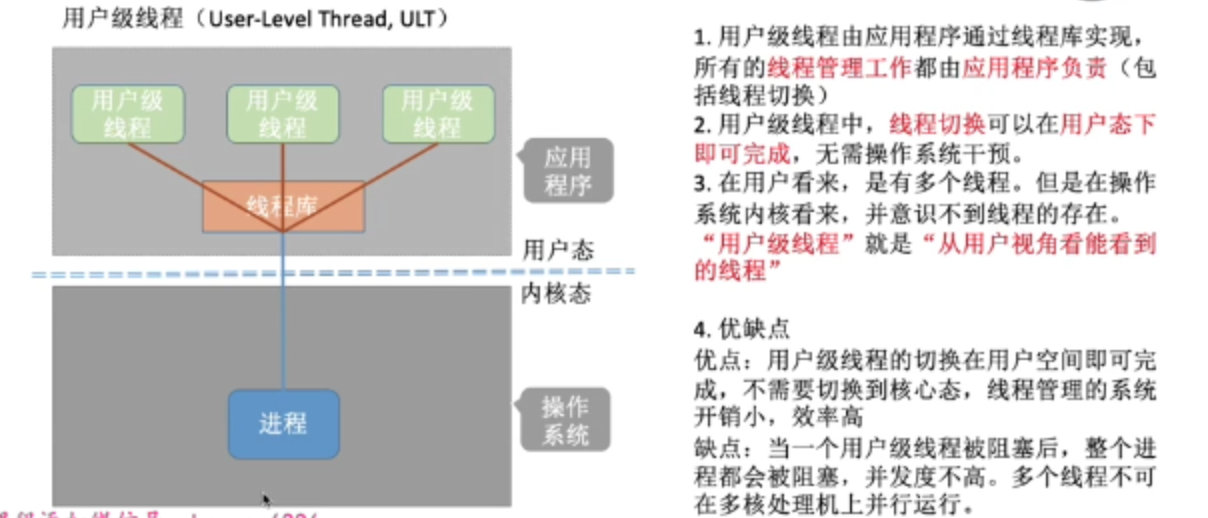 用户级线程（User-Level Thread, ULT）
用户级
线程
用户级
线程
用户级
线程
线程库
应用
程序
用户态
内核态
进程
操作
系统
1. 用户级线程由应用程序通过线程库实现，
所有的线程管理工作都由应用程序负责（包
括线程切换）
2. 用户级线程中，线程切换可以在用户态下
即可完成，无需操作系统干预。
3. 在用户看来，是有多个线程。但是在操作
系统内核看来，并意识不到线程的存在。
“用户级线程”就是“从用户视角看能看到
的线程”
4. 优缺点
优点：用户级线程的切换在用户空间即可完
成，不需要切换到核心态，线程管理的系统
开销小，效率高
缺点：当一个用户级线程被阻塞后，整个进
程都会被阻塞，并发度不高。多个线程不可
在多核处理机上并行运行。